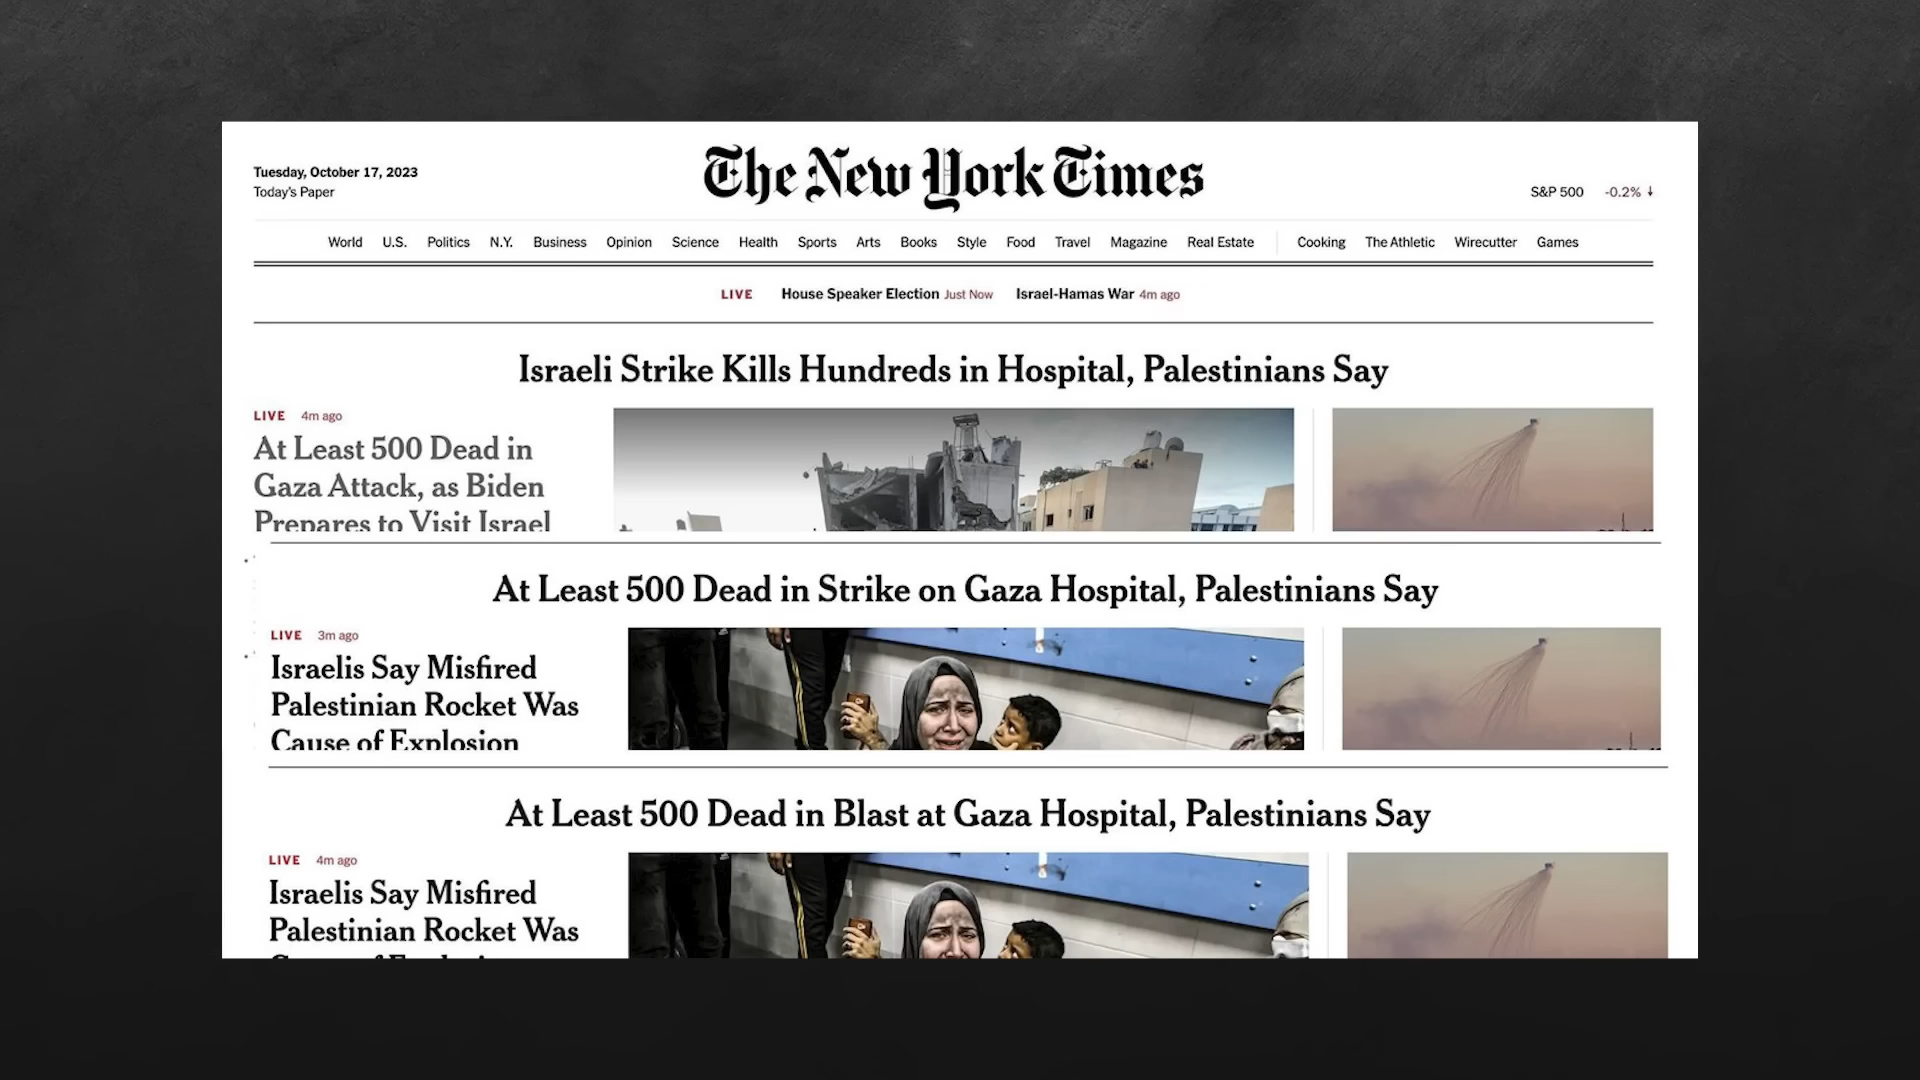 The New York Times
Tuesday, October 17, 2023
Today's Paper
S&P 500 -0.2% ↓
World U.S. Politics N.Y. Business Opinion Science Health Sports Arts Books Style Food Travel Magazine Real Estate Cooking The Athletic Wirecutter Games
LIVE House Speaker Election Just Now Israel-Hamas War 4m ago
Israeli Strike Kills Hundreds in Hospital, Palestinians Say
LIVE 4m ago
At Least 500 Dead in
Gaza Attack, as Biden
Prepares to Visit Israel
At Least 500 Dead in Strike on Gaza Hospital, Palestinians Say
LIVE 3m ago
Israelis Say Misfired
Palestinian Rocket Was
Cause of Explosion
At Least 500 Dead in Blast at Gaza Hospital, Palestinians Say
LIVE 4m ago
Israelis Say Misfired
Palestinian Rocket Was